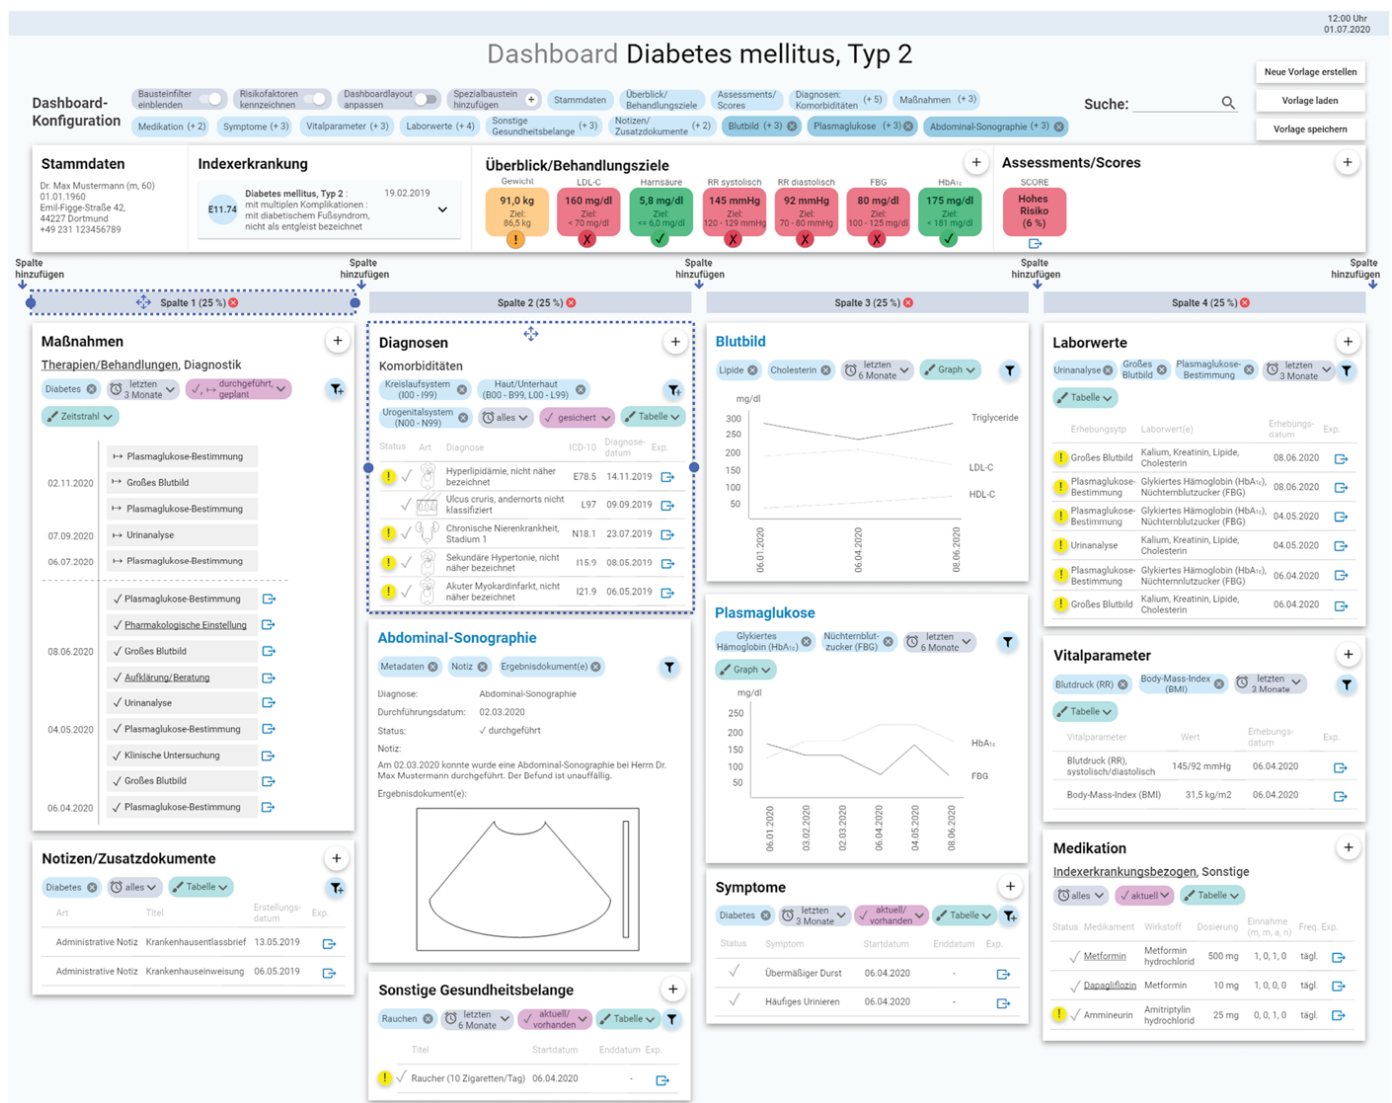 12:00 Uhr
01.07.2020
Dashboard Diabetes mellitus, Typ 2
Neue Vorlage erstellen
Vorlage laden
Vorlage speichern
Dashboard-
Konfiguration
Bausteinfilter
einblenden
Risikofaktoren
kennzeichnen
Dashboardlayout
anpassen
Spezialbaustein
hinzufügen
Stammdaten
Überblick/
Behandlungsziele
Assessments/
Scores
Diagnosen:
Komorbiditäten (+ 5)
Maßnahmen (+ 3)
Suche:
Medikation (+ 2)
Symptome (+ 3)
Vitalparameter (+ 3)
Laborwerte (+ 4)
Sonstige
Gesundheitsbelange (+ 3)
Notizen/
Zusatzdokumente (+ 2)
Blutbild (+ 3)
Plasmaglukose (+ 3)
Abdominal-Sonographie (+ 3)
Stammdaten
Dr. Max Mustermann (m, 60)
01.01.1960
Emil-Figge-Straße 42,
44227 Dortmund
+49 231 123456789
Indexerkrankung
E11.74
Diabetes mellitus, Typ 2 :
mit multiplen Komplikationen :
mit diabetischem Fußsyndrom,
nicht als entgleist bezeichnet
19.02.2019
Überblick/Behandlungsziele
Gewicht
91,0 kg
Ziel:
86,5 kg
LDL-C
160 mg/dl
Ziel:
< 70 mg/dl
Harnsäure
5,8 mg/dl
Ziel:
<= 6,0 mg/dl
RR systolisch
145 mmHg
Ziel:
120 - 129 mmHg
RR diastolisch
92 mmHg
Ziel:
70 - 80 mmHg
FBG
80 mg/dl
Ziel:
100 - 125 mg/dl
HbA1c
175 mg/dl
Ziel:
< 181 mg/dl
Assessments/Scores
SCORE
Hohes
Risiko
(6 %)
Spalte
hinzufügen
Spalte
hinzufügen
Spalte
hinzufügen
Spalte
hinzufügen
Spalte
hinzufügen
Spalte 1 (25 %)
Spalte 2 (25 %)
Spalte 3 (25 %)
Spalte 4 (25 %)
Maßnahmen
Therapien/Behandlungen, Diagnostik
Diabetes
letzten
3 Monate
durchgeführt,
geplant
Zeitstrahl
Plasmaglukose-Bestimmung
02.11.2020
Großes Blutbild
Plasmaglukose-Bestimmung
07.09.2020
Urinanalyse
06.07.2020
Plasmaglukose-Bestimmung
Plasmaglukose-Bestimmung
Pharmakologische Einstellung
08.06.2020
Großes Blutbild
Aufklärung/Beratung
Urinanalyse
04.05.2020
Plasmaglukose-Bestimmung
Klinische Untersuchung
Großes Blutbild
06.04.2020
Plasmaglukose-Bestimmung
Notizen/Zusatzdokumente
Diabetes
alles
Tabelle
Art
Titel
Erstellungs-
datum
Exp.
Administrative Notiz Krankenhausentlassbrief 13.05.2019
Administrative Notiz Krankenhauseinweisung 06.05.2019
Diagnosen
Komorbiditäten
Kreislaufsystem
(I00 - I99)
Haut/Unterhaut
(B00 - B99, L00 - L99)
Urogenitalsystem
(N00 - N99)
alles
gesichert
Tabelle
Status
Art
Diagnose
ICD-10
Diagnose-
datum
Exp.
Hyperlipidämie, nicht näher
bezeichnet
E78.5 14.11.2019
Ulcus cruris, andernorts nicht
klassifiziert
L97 09.09.2019
Chronische Nierenkrankheit,
Stadium 1
N18.1 23.07.2019
Sekundäre Hypertonie, nicht
näher bezeichnet
I15.9 08.05.2019
Akuter Myokardinfarkt, nicht
näher bezeichnet
I21.9 06.05.2019
Abdominal-Sonographie
Metadaten
Notiz
Ergebnisdokument(e)
Diagnose: Abdominal-Sonographie
Durchführungsdatum: 02.03.2020
Status: ✓ durchgeführt
Notiz:
Am 02.03.2020 konnte wurde eine Abdominal-Sonographie bei Herrn Dr.
Max Mustermann durchgeführt. Der Befund ist unauffällig.
Ergebnisdokument(e):
Sonstige Gesundheitsbelange
Rauchen
letzten
6 Monate
aktuell/
vorhanden
Tabelle
Titel
Startdatum
Enddatum
Exp.
Raucher (10 Zigaretten/Tag) 06.04.2020 -
Blutbild
Lipide
Cholesterin
letzten
6 Monate
Graph
mg/dl
300
250
200
150
100
50
Triglyceride
LDL-C
HDL-C
06.01.2020
06.04.2020
08.06.2020
Plasmaglukose
Glykiertes
Hämoglobin (HbA1c)
Nüchternblut-
zucker (FBG)
letzten
6 Monate
Graph
mg/dl
250
200
150
100
50
HbA1c
FBG
06.01.2020
03.02.2020
02.03.2020
06.04.2020
04.05.2020
08.06.2020
Symptome
Diabetes
letzten
3 Monate
aktuell/
vorhanden
Tabelle
Status
Symptom
Startdatum
Enddatum
Exp.
Übermäßiger Durst 06.04.2020 -
Häufiges Urinieren 06.04.2020 -
Laborwerte
Urinanalyse
Großes
Blutbild
Plasmaglukose-
Bestimmung
letzten
3 Monate
Tabelle
Erhebungsytp
Laborwert(e)
Erhebungs-
datum
Exp.
Großes Blutbild
Kalium, Kreatinin, Lipide,
Cholesterin
08.06.2020
Plasmaglukose-
Bestimmung
Glykiertes Hämoglobin (HbA1c),
Nüchternblutzucker (FBG)
08.06.2020
Plasmaglukose-
Bestimmung
Glykiertes Hämoglobin (HbA1c),
Nüchternblutzucker (FBG)
04.05.2020
Urinanalyse
Kalium, Kreatinin, Lipide,
Cholesterin
04.05.2020
Plasmaglukose-
Bestimmung
Glykiertes Hämoglobin (HbA1c),
Nüchternnblutzucker (FBG)
06.04.2020
Großes Blutbild
Kalium, Kreatinin, Lipide,
Cholesterin
06.04.2020
Vitalparameter
Blutdruck (RR)
Body-Mass-Index
(BMI)
letzten
3 Monate
Tabelle
Vitalparameter
Wert
Erhebungs-
datum
Exp.
Blutdruck (RR),
systolisch/diastolisch
145/92 mmHg 06.04.2020
Body-Mass-Index (BMI) 31,5 kg/m2 06.04.2020
Medikation
Indexerkrankungsbezogen, Sonstige
alles
aktuell
Tabelle
Status Medikament Wirkstoff Dosierung
Einnahme
(m, m, a, n)
Freq. Exp.
Metformin
Metformin
hydrochlorid
500 mg 1, 0, 1, 0 tägl.
Dapagliflozin Metformin 10 mg 1, 0, 0, 0 tägl.
Ammineurin
Amitriptylin
hydrochlorid
25 mg 0, 0, 1, 0 tägl.